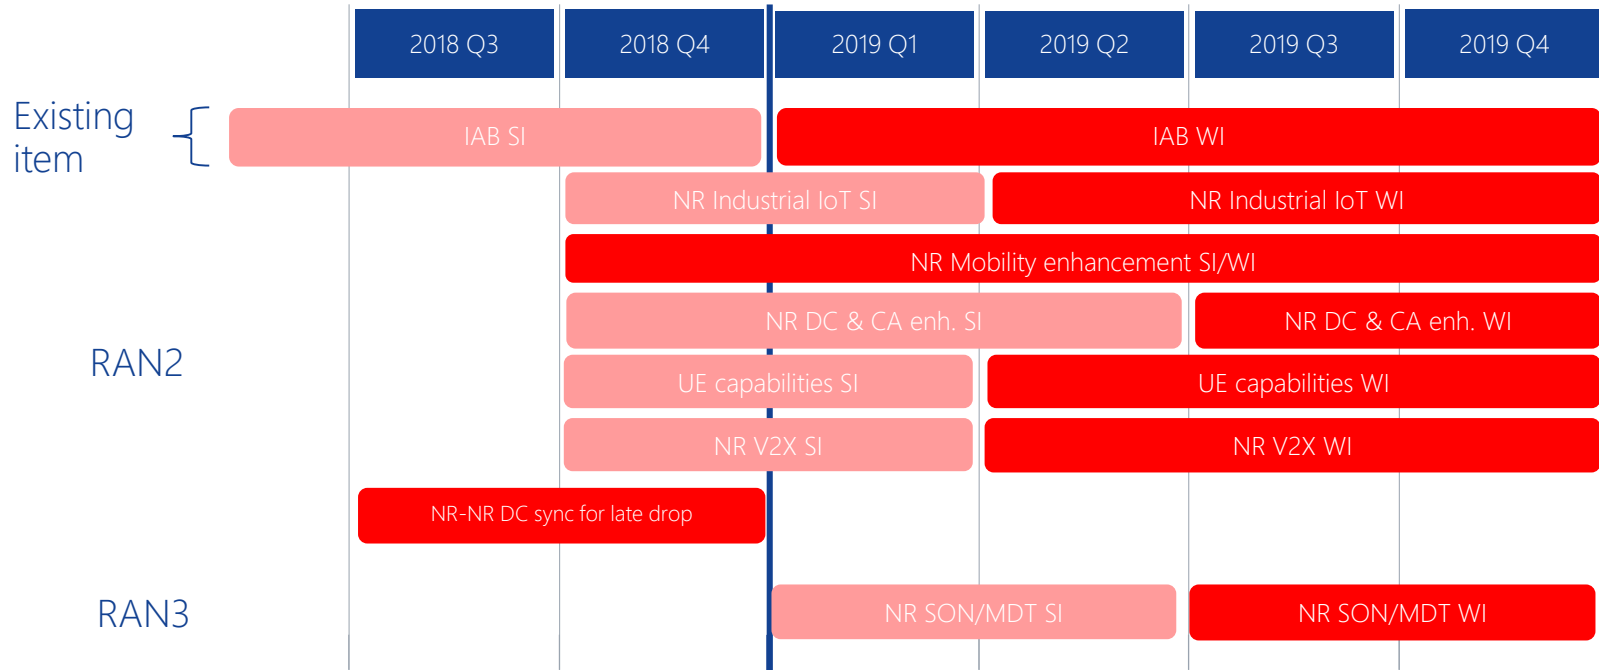 2018 Q3
2018 Q4
2019 Q1
2019 Q2
2019 Q3
2019 Q4
Existing
item
IAB SI
IAB WI
NR Industrial IoT SI
NR Industrial IoT WI
NR Mobility enhancement SI/WI
NR DC & CA enh. SI
NR DC & CA enh. WI
RAN2
UE capabilities SI
UE capabilities WI
NR V2X SI
NR V2X WI
NR-NR DC sync for late drop
RAN3
NR SON/MDT SI
NR SON/MDT WI